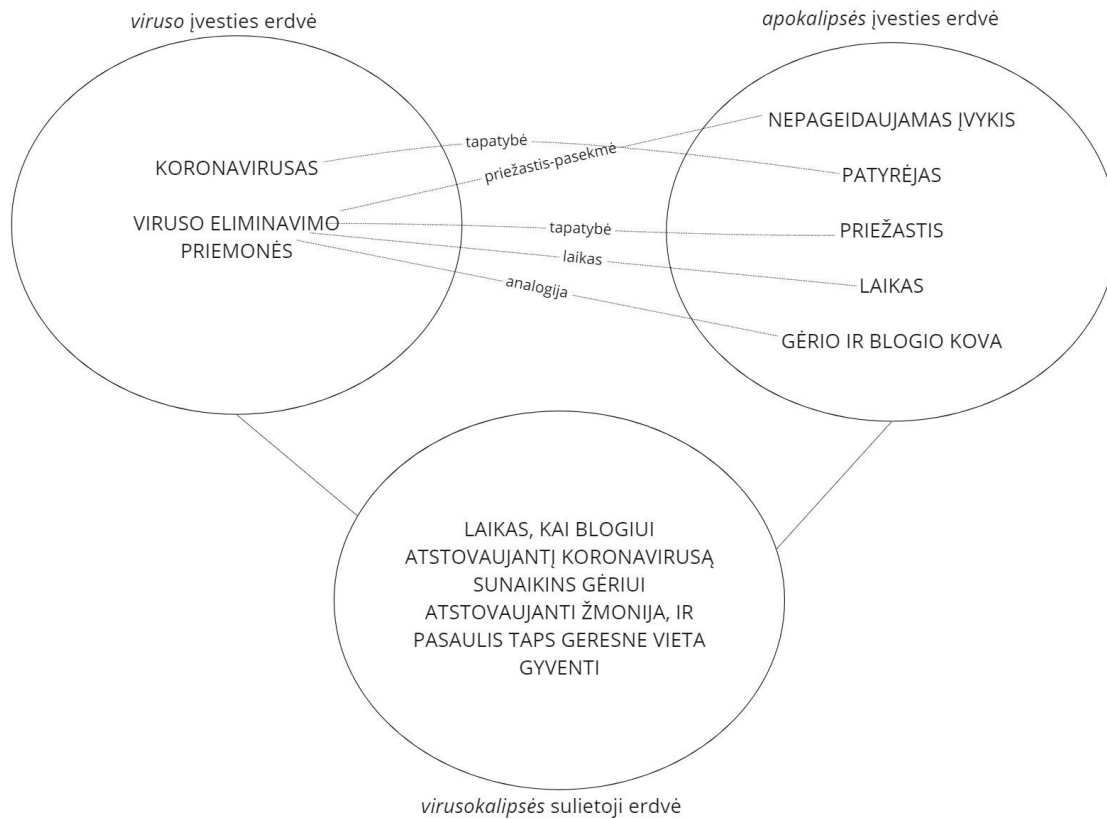 viruso įvesties erdvė
apokalipsės įvesties erdvė
KORONAVIRUSAS
VIRUSO ELIMINAVIMO
PRIEMONĖS
tapatybė
priežastis-pasekmė
tapatybė
laikas
analogija
NEPAGEIDAUJAMAS ĮVYKIS
PATYRĖJAS
PRIEŽASTIS
LAIKAS
GĖRIO IR BLOGIO KOVA
LAIKAS, KAI BLOGIUI
ATSTOVAUJANTĮ KORONAVIRUSĄ
SUNAIKINS GĖRIUI
ATSTOVAUJANTI ŽMONIJA, IR
PASAULIS TAPS GERESNE VIETA
GYVENTI
virusokalipsės sulietoji erdvė